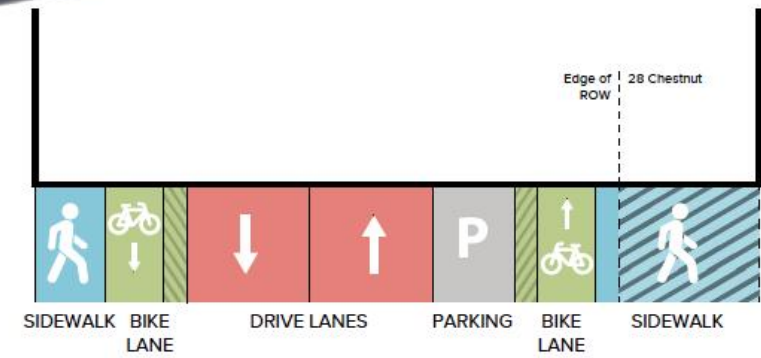 Edge of
ROW
28 Chestnut
P
SIDEWALK
BIKE
LANE
DRIVE LANES
PARKING
BIKE
LANE
SIDEWALK